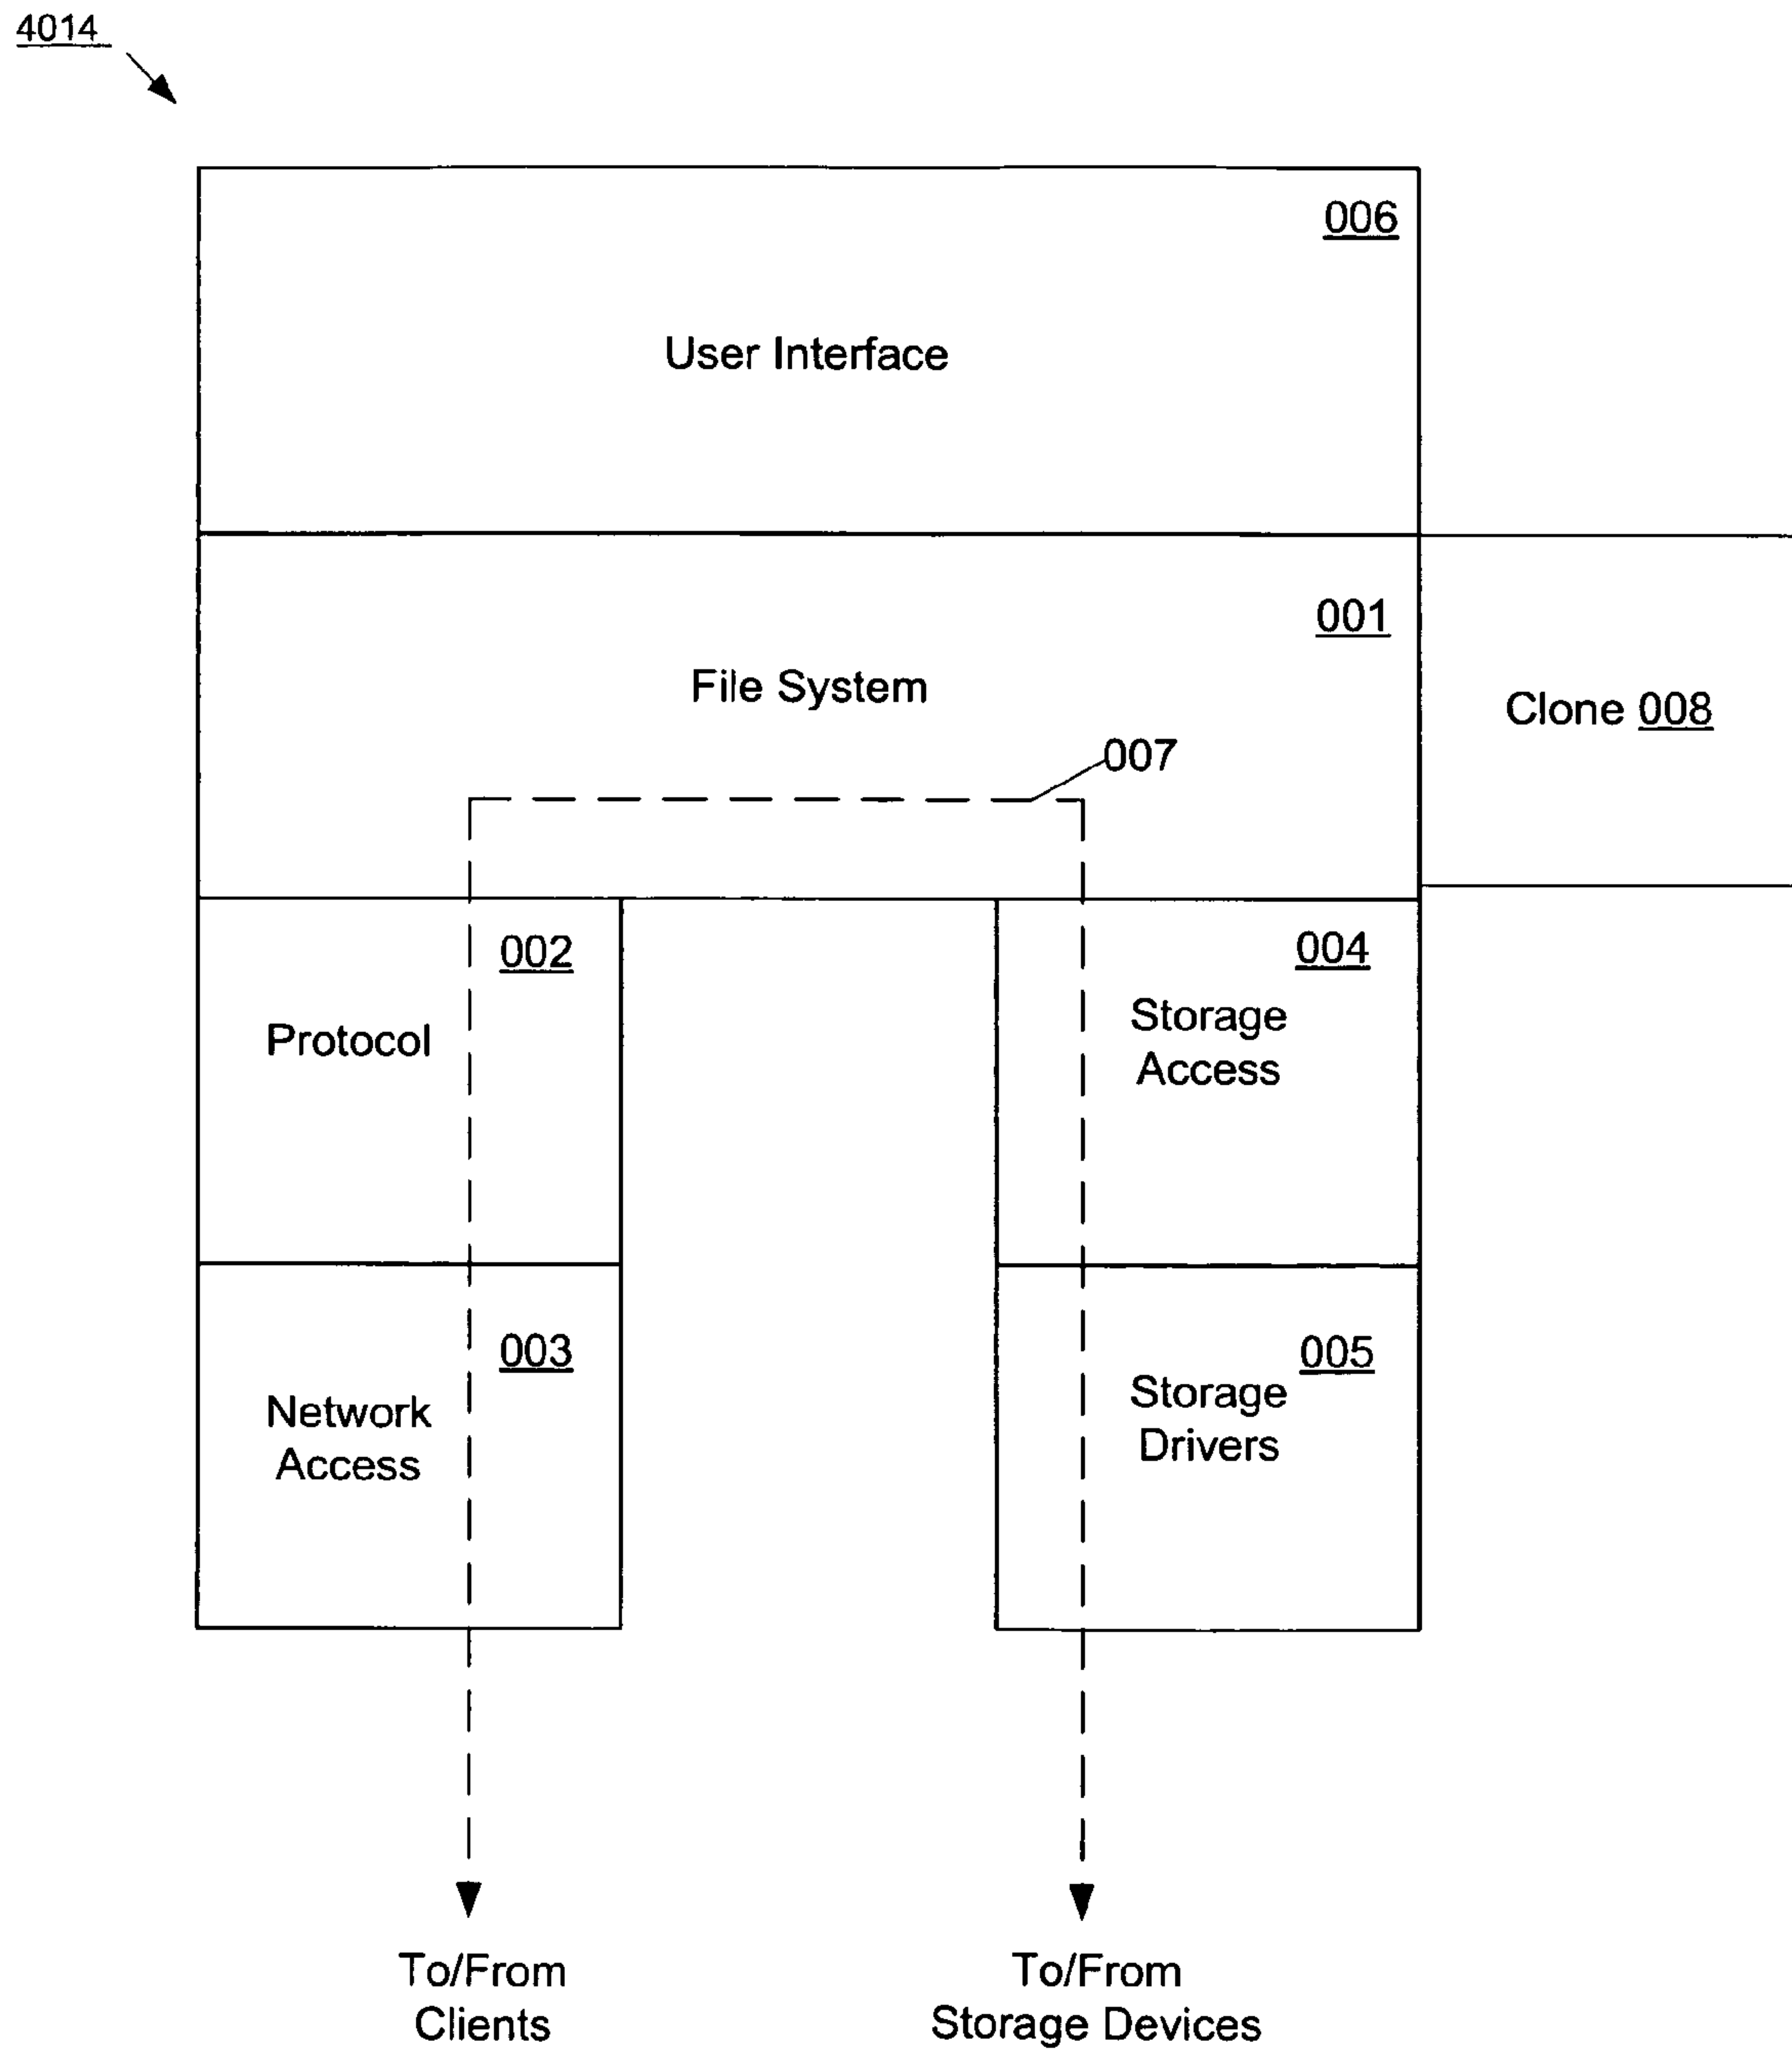 4014
006
User Interface
001
File System
Clone 008
007
002
Protocol
004
Storage
Access
003
Network
Access
005
Storage
Drivers
To/From
Clients
To/From
Storage Devices